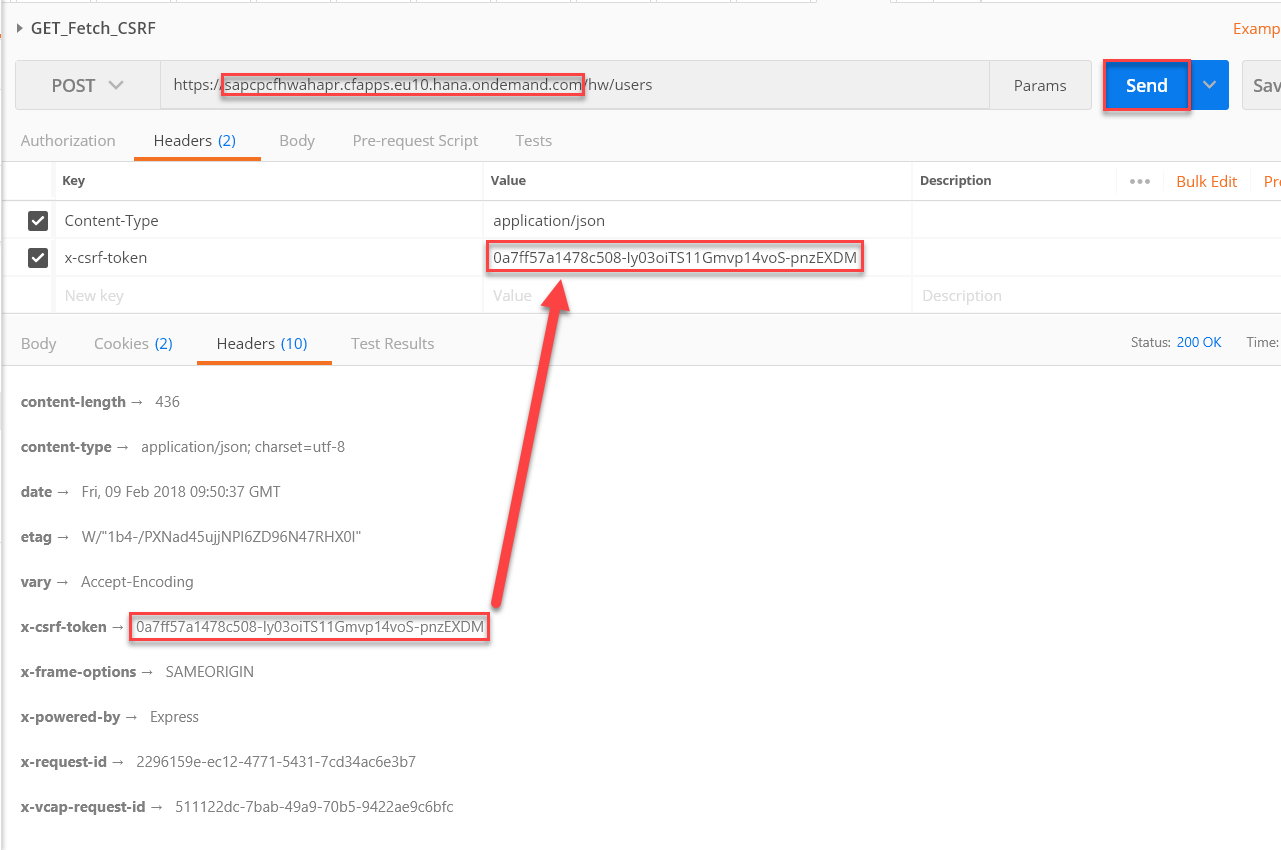 GET_Fetch_CSRF
Examp
POST https://sapcpcfhwahapr.cfapps.eu10.hana.ondemand.com/hw/users Params Send Sav
Authorization Headers (2) Body Pre-request Script Tests
Key Value Description ••• Bulk Edit Pre
Content-Type application/json
x-csrf-token 0a7ff57a1478c508-Iy03oiTS11Gmvp14voS-pnzEXDM
New key Value Description
Body Cookies (2) Headers (10) Test Results Status: 200 OK Time:
content-length → 436
content-type → application/json; charset=utf-8
date → Fri, 09 Feb 2018 09:50:37 GMT
etag → W/"1b4-/PXNad45ujjNPI6ZD96N47RHX0I"
vary → Accept-Encoding
x-csrf-token → 0a7ff57a1478c508-Iy03oiTS11Gmvp14voS-pnzEXDM
x-frame-options → SAMEORIGIN
x-powered-by → Express
x-request-id → 2296159e-ec12-4771-5431-7cd34ac6e3b7
x-vcap-request-id → 511122dc-7bab-49a9-70b5-9422ae9c6bfc